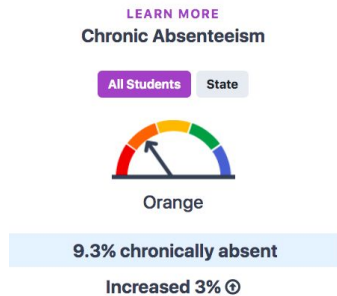 LEARN MORE
Chronic Absenteeism
All Students State
Orange
9.3% chronically absent
Increased 3%